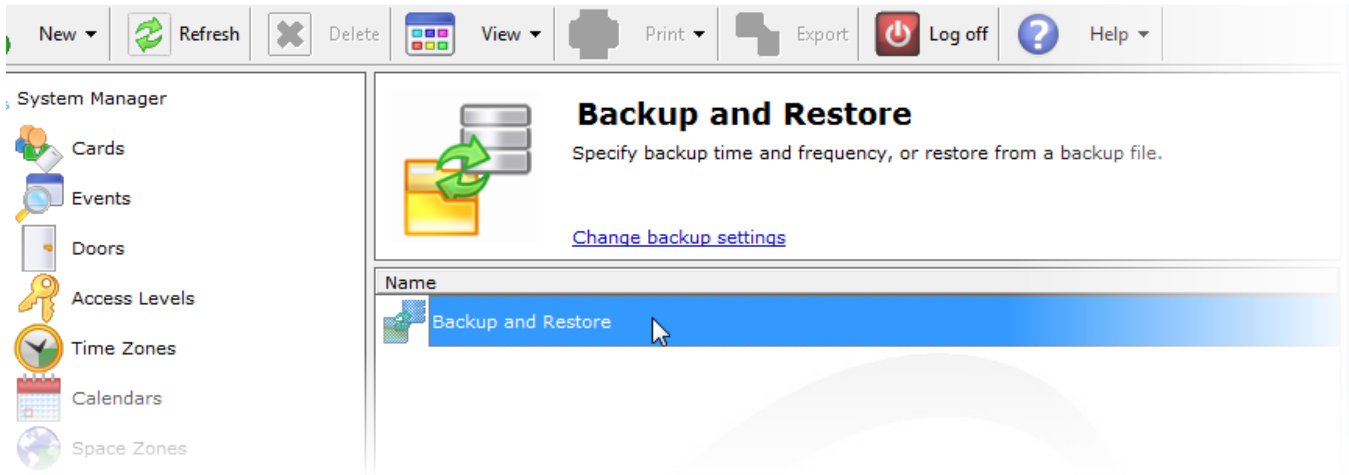 New Refresh Delete View Print Export Log off Help
System Manager
Cards
Events
Doors
Access Levels
Time Zones
Calendars
Space Zones
Backup and Restore
Specify backup time and frequency, or restore from a backup file.
Change backup settings
Name
Backup and Restore